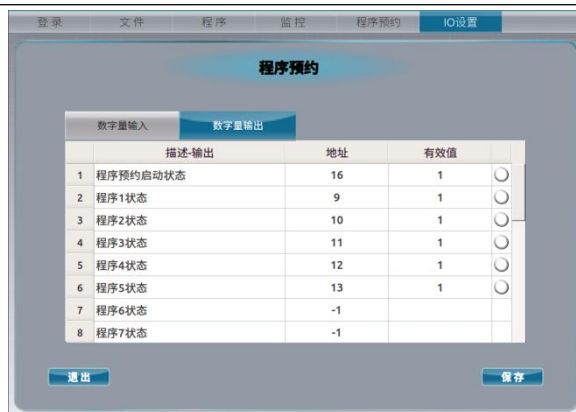 登录 文件 程序 监控 程序预约 IO设置
程序预约
数字量输入 数字量输出
描述-输出 地址 有效值
1 程序预约启动状态 16 1
2 程序1状态 9 1
3 程序2状态 10 1
4 程序3状态 11 1
5 程序4状态 12 1
6 程序5状态 13 1
7 程序6状态 -1
8 程序7状态 -1
退出 保存